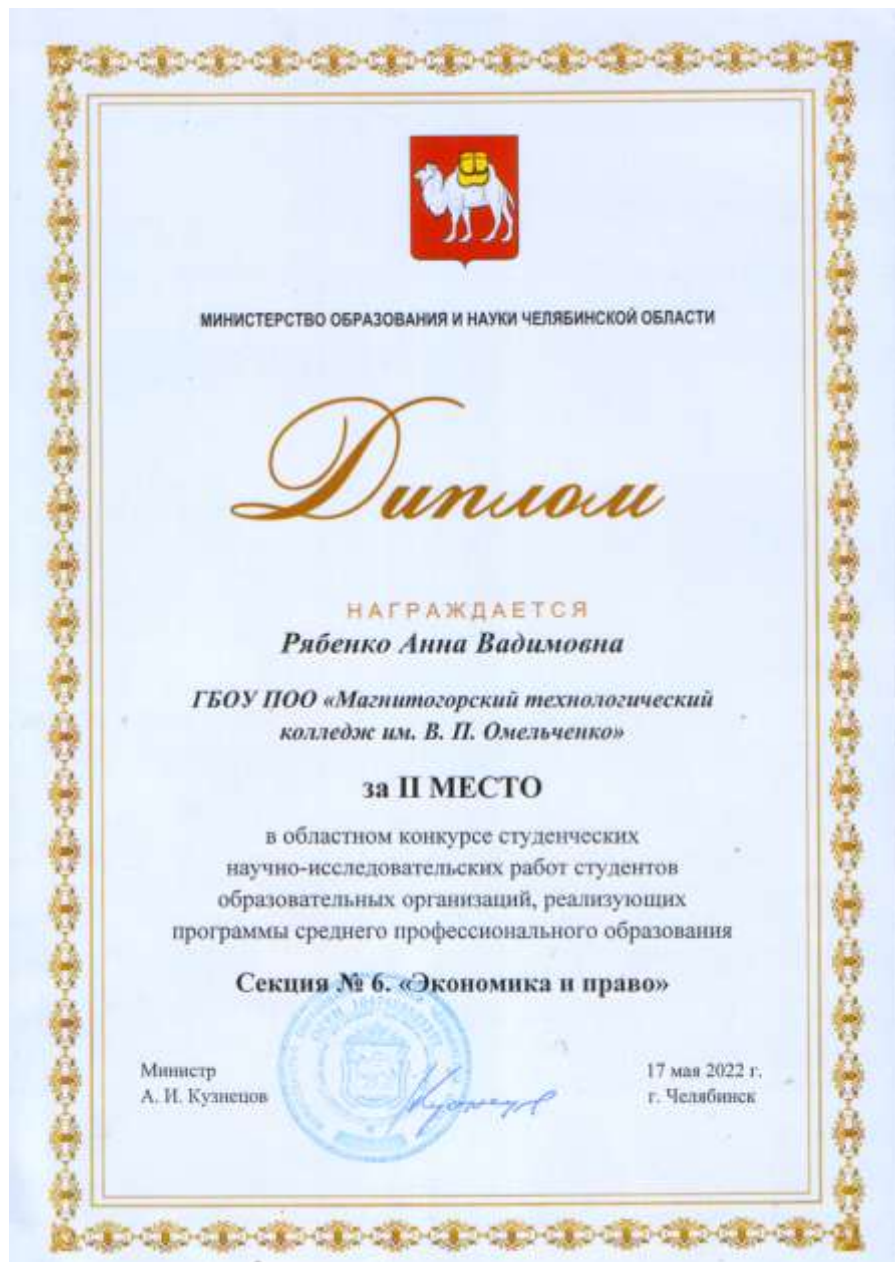 МИНИСТЕРСТВО ОБРАЗОВАНИЯ И НАУКИ ЧЕЛЯБИНСКОЙ ОБЛАСТИ
Диплом
НАГРАЖДАЕТСЯ
Рябенко Анна Вадимовна
ГБОУ ПОО «Магнитогорский технологический
колледж им. В. П. Омельченко»
за II МЕСТО
в областном конкурсе студенческих
научно-исследовательских работ студентов
образовательных организаций, реализующих
программы среднего профессионального образования
Секция № 6. «Экономика и право»
Министр
А. И. Кузнецов
17 мая 2022 г.
г. Челябинск